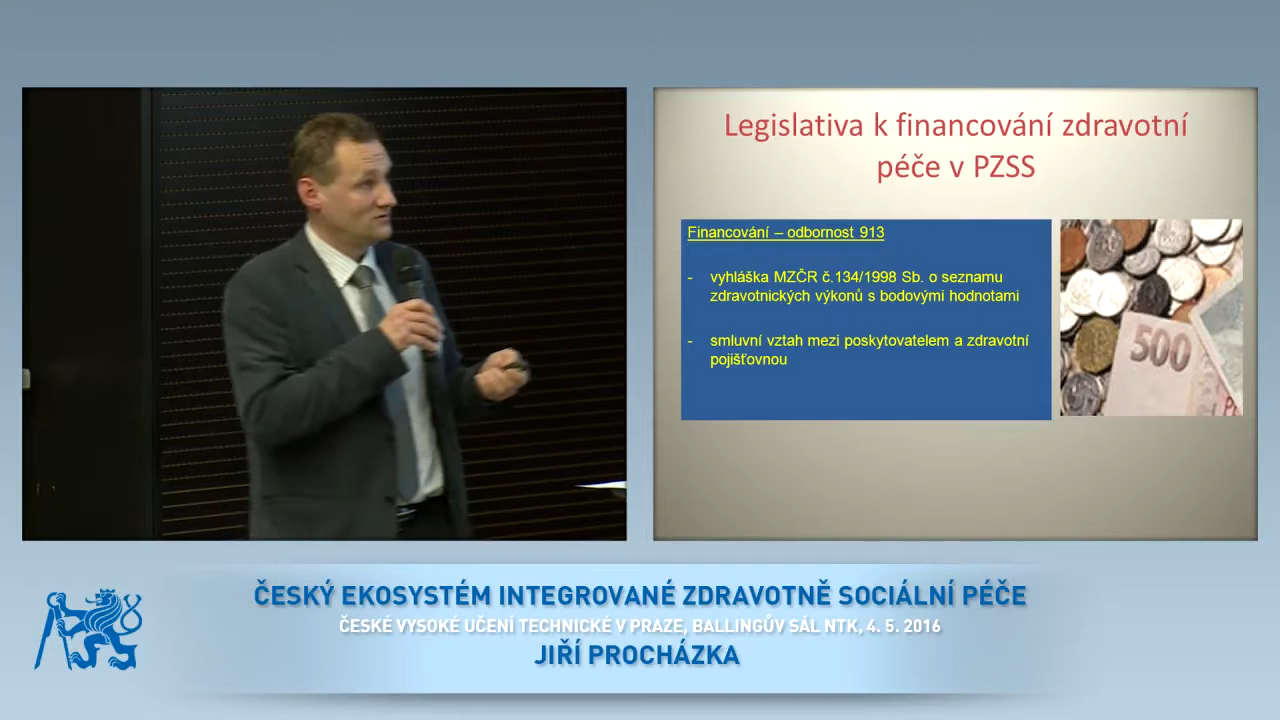 Legislativa k financování zdravotní
péče v PZSS
Financování – odbornost 913
- vyhláška MZČR č.134/1998 Sb. o seznamu
zdravotnických výkonů s bodovými hodnotami
- smluvní vztah mezi poskytovatelem a zdravotní
pojišťovnou
500
ČESKÝ EKOSYSTÉM INTEGROVANÉ ZDRAVOTNĚ SOCIÁLNÍ PÉČE
ČESKÉ VYSOKÉ UČENÍ TECHNICKÉ V PRAZE, BALLINGŮV SÁL NTK, 4. 5. 2016
JIŘÍ PROCHÁZKA